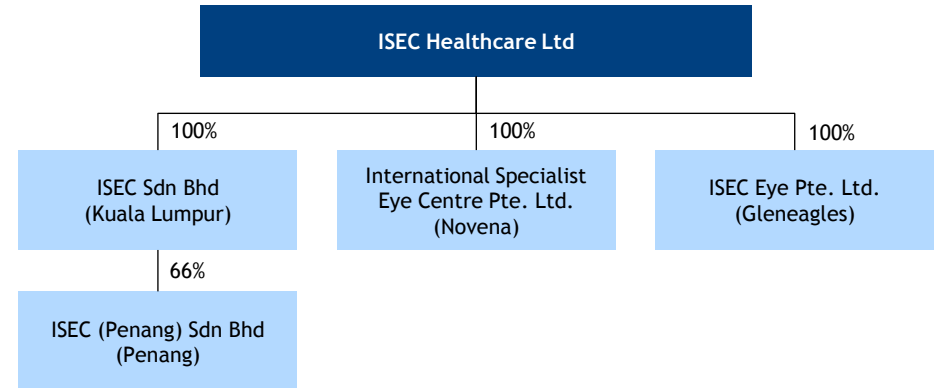 ISEC Healthcare Ltd
100%
100%
100%
ISEC Sdn Bhd
(Kuala Lumpur)
International Specialist
Eye Centre Pte. Ltd.
(Novena)
ISEC Eye Pte. Ltd.
(Gleneagles)
66%
ISEC (Penang) Sdn Bhd
(Penang)